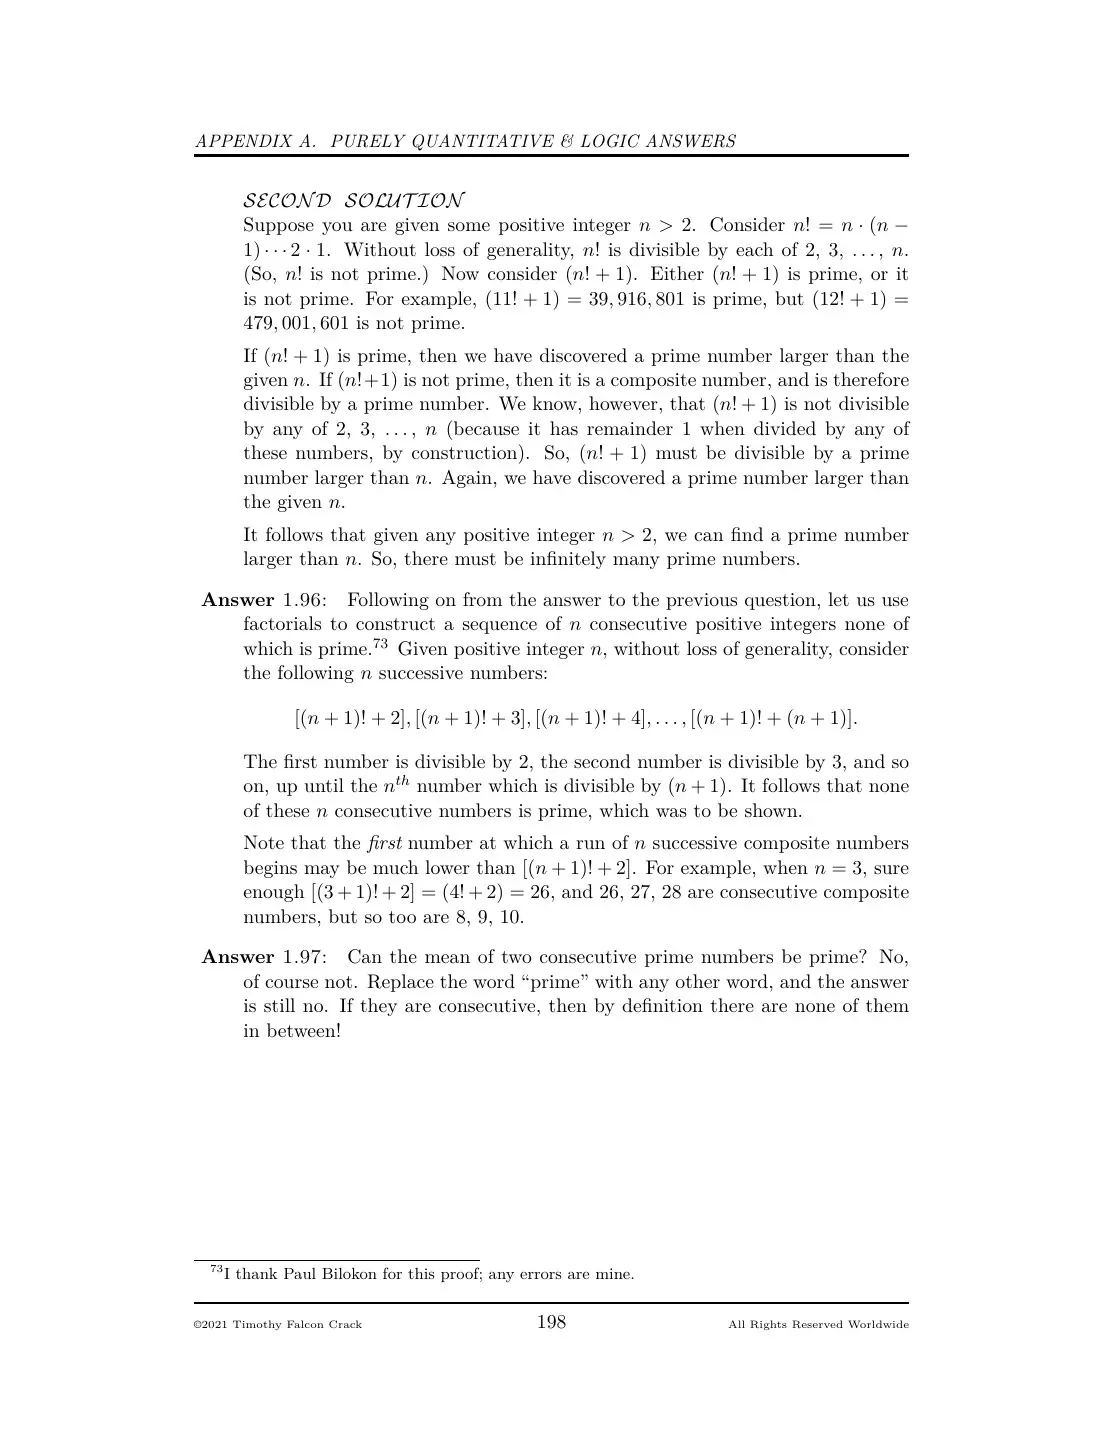 APPENDIX A. PURELY QUANTITATIVE & LOGIC ANSWERS
SECOND SOLUTION
Suppose you are given some positive integer n > 2. Consider n! = n · (n −
1) · · · 2 · 1. Without loss of generality, n! is divisible by each of 2, 3, . . . , n.
(So, n! is not prime.) Now consider (n! + 1). Either (n! + 1) is prime, or it
is not prime. For example, (11! + 1) = 39, 916, 801 is prime, but (12! + 1) =
479, 001, 601 is not prime.
If (n! + 1) is prime, then we have discovered a prime number larger than the
given n. If (n!+1) is not prime, then it is a composite number, and is therefore
divisible by a prime number. We know, however, that (n! + 1) is not divisible
by any of 2, 3, . . . , n (because it has remainder 1 when divided by any of
these numbers, by construction). So, (n! + 1) must be divisible by a prime
number larger than n. Again, we have discovered a prime number larger than
the given n.
It follows that given any positive integer n > 2, we can find a prime number
larger than n. So, there must be infinitely many prime numbers.
Answer 1.96: Following on from the answer to the previous question, let us use
factorials to construct a sequence of n consecutive positive integers none of
which is prime.⁷³ Given positive integer n, without loss of generality, consider
the following n successive numbers:
[(n + 1)! + 2], [(n + 1)! + 3], [(n + 1)! + 4], . . . , [(n + 1)! + (n + 1)].
The first number is divisible by 2, the second number is divisible by 3, and so
on, up until the nᵗʰ number which is divisible by (n + 1). It follows that none
of these n consecutive numbers is prime, which was to be shown.
Note that the first number at which a run of n successive composite numbers
begins may be much lower than [(n + 1)! + 2]. For example, when n = 3, sure
enough [(3 + 1)! + 2] = (4! + 2) = 26, and 26, 27, 28 are consecutive composite
numbers, but so too are 8, 9, 10.
Answer 1.97: Can the mean of two consecutive prime numbers be prime? No,
of course not. Replace the word “prime” with any other word, and the answer
is still no. If they are consecutive, then by definition there are none of them
in between!
⁷³I thank Paul Bilokon for this proof; any errors are mine.
©2021 Timothy Falcon Crack 198 All Rights Reserved Worldwide